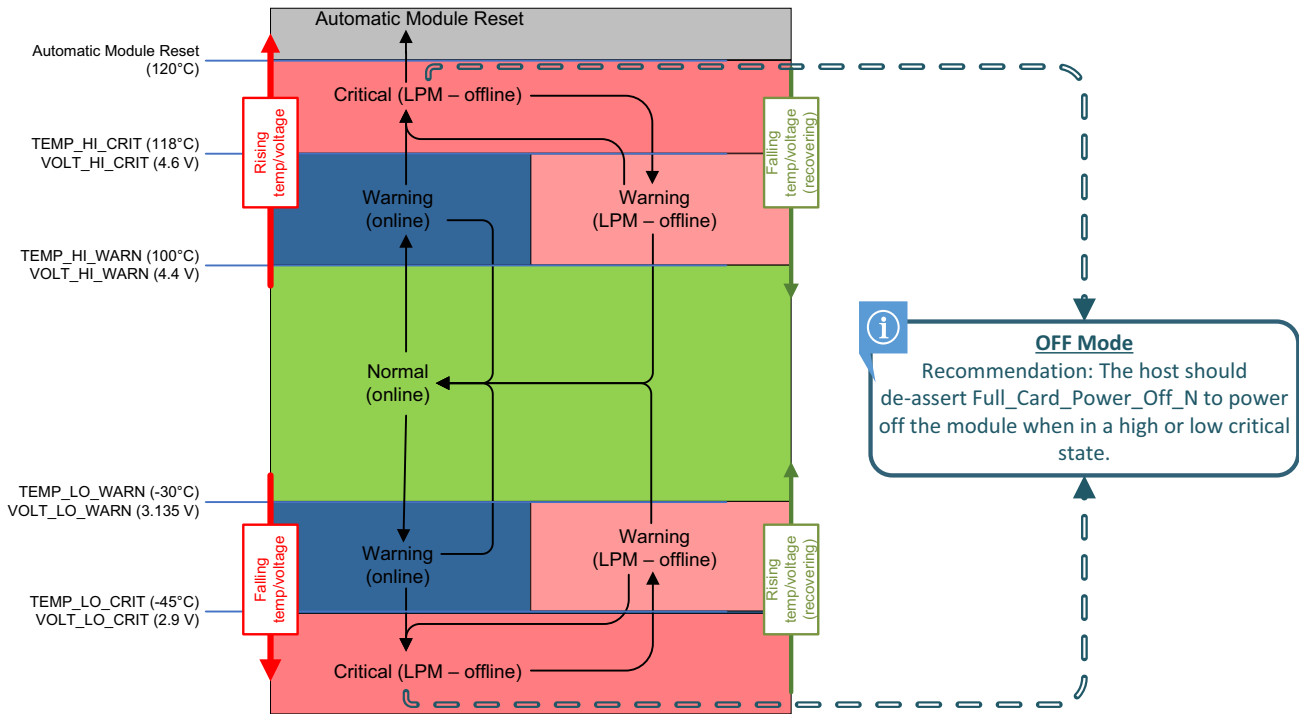 Automatic Module Reset
Automatic Module Reset
(120°C)
Critical (LPM – offline)
TEMP_HI_CRIT (118°C)
VOLT_HI_CRIT (4.6 V)
Rising
temp/voltage
Falling
temp/voltage
(recovering)
Warning
(online)
Warning
(LPM – offline)
TEMP_HI_WARN (100°C)
VOLT_HI_WARN (4.4 V)
i
OFF Mode
Recommendation: The host should
de-assert Full_Card_Power_Off_N to power
off the module when in a high or low critical
state.
Normal
(online)
TEMP_LO_WARN (-30°C)
VOLT_LO_WARN (3.135 V)
Falling
temp/voltage
Warning
(online)
Warning
(LPM – offline)
Rising
temp/voltage
(recovering)
TEMP_LO_CRIT (-45°C)
VOLT_LO_CRIT (2.9 V)
Critical (LPM – offline)